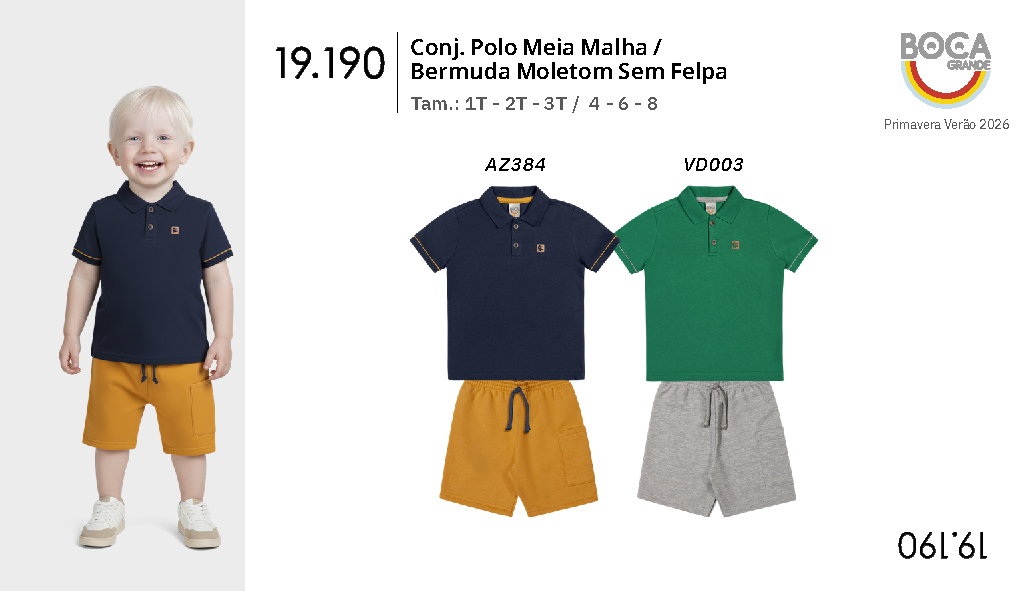 19.190
Conj. Polo Meia Malha /
Bermuda Moletom Sem Felpa
Tam.: 1T - 2T - 3T / 4 - 6 - 8
BOCA
GRANDE
Primavera Verão 2026
AZ384
VD003
19.190